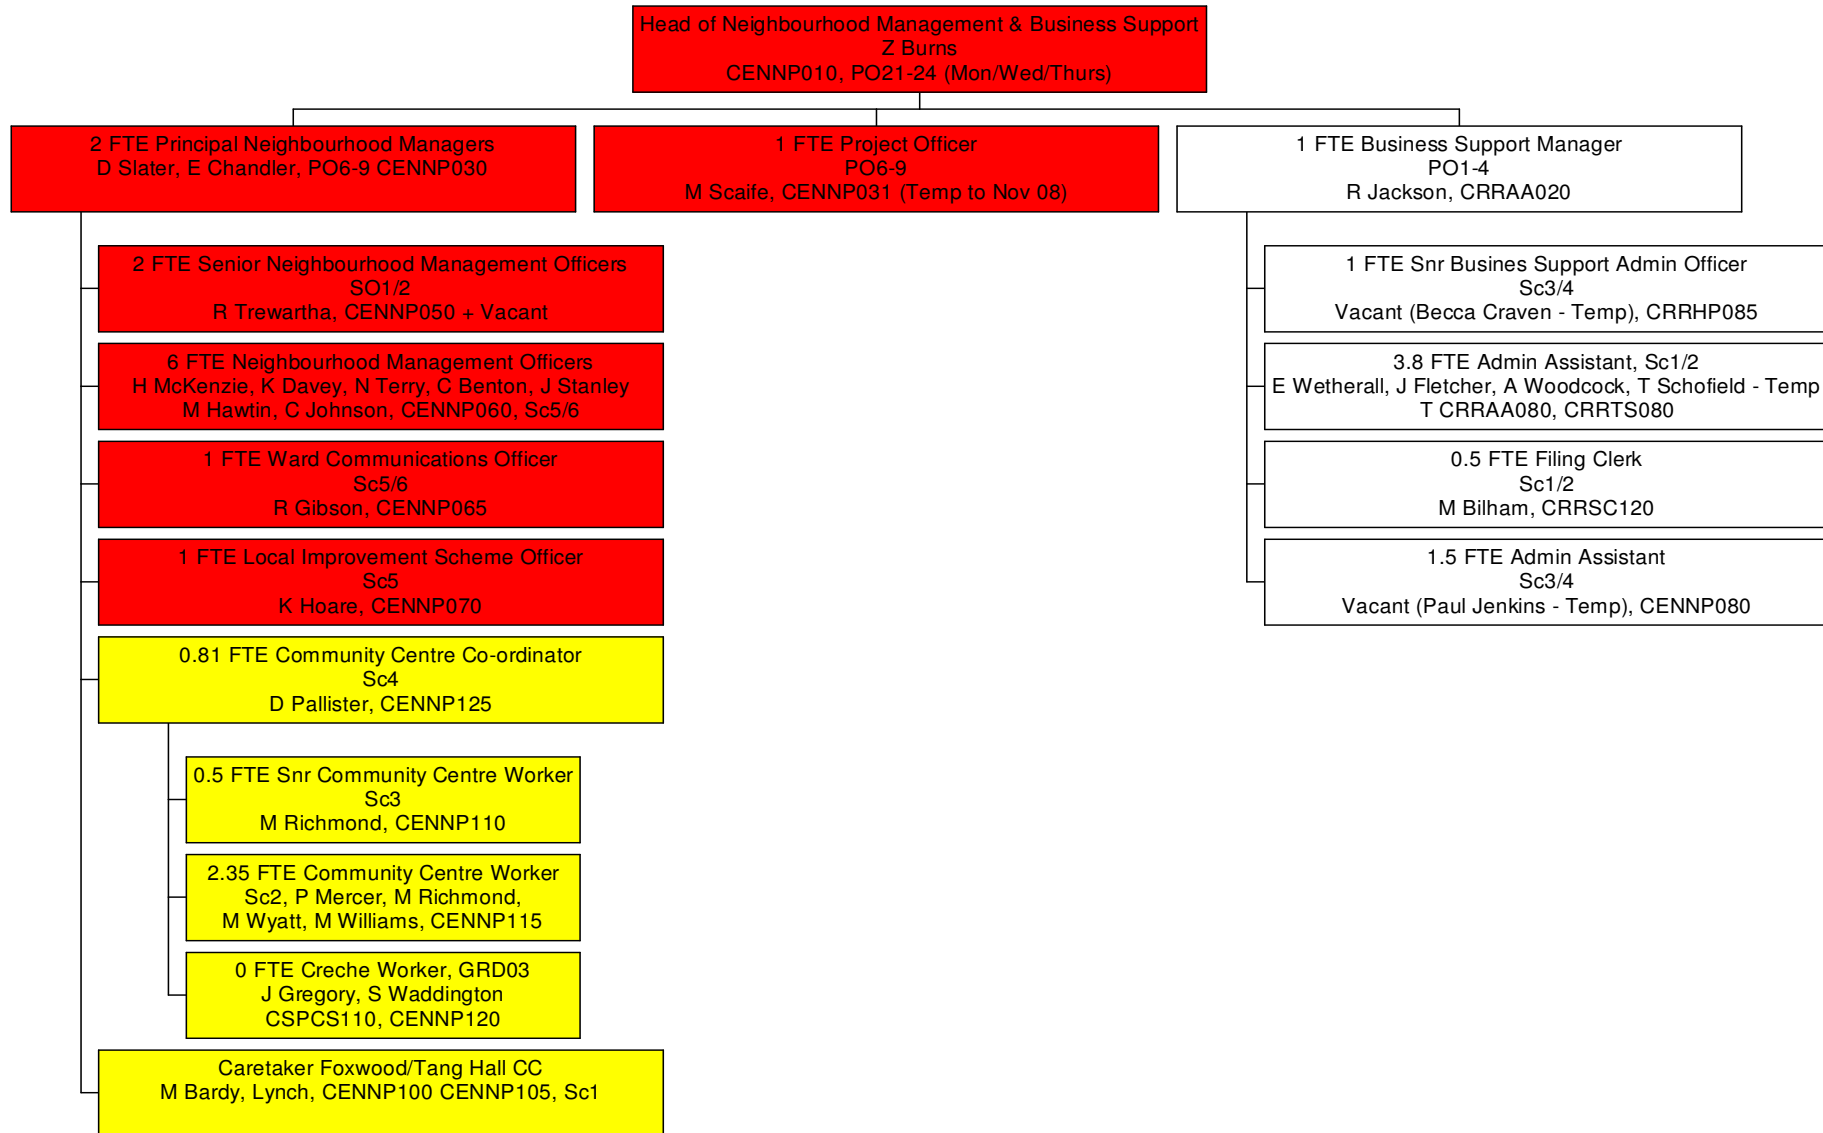 Head of Neighbourhood Management & Business Support
Z Burns
CENNP010, PO21-24 (Mon/Wed/Thurs)
2 FTE Principal Neighbourhood Managers
D Slater, E Chandler, PO6-9 CENNP030
1 FTE Project Officer
PO6-9
M Scaife, CENNP031 (Temp to Nov 08)
1 FTE Business Support Manager
PO1-4
R Jackson, CRRAA020
2 FTE Senior Neighbourhood Management Officers
SO1/2
R Trewartha, CENNP050 + Vacant
6 FTE Neighbourhood Management Officers
H McKenzie, K Davey, N Terry, C Benton, J Stanley
M Hawtin, C Johnson, CENNP060, Sc5/6
1 FTE Ward Communications Officer
Sc5/6
R Gibson, CENNP065
1 FTE Local Improvement Scheme Officer
Sc5
K Hoare, CENNP070
0.81 FTE Community Centre Co-ordinator
Sc4
D Pallister, CENNP125
0.5 FTE Snr Community Centre Worker
Sc3
M Richmond, CENNP110
2.35 FTE Community Centre Worker
Sc2, P Mercer, M Richmond,
M Wyatt, M Williams, CENNP115
0 FTE Creche Worker, GRD03
J Gregory, S Waddington
CSPCS110, CENNP120
Caretaker Foxwood/Tang Hall CC
M Bardy, Lynch, CENNP100 CENNP105, Sc1
1 FTE Snr Busines Support Admin Officer
Sc3/4
Vacant (Becca Craven - Temp), CRRHP085
3.8 FTE Admin Assistant, Sc1/2
E Wetherall, J Fletcher, A Woodcock, T Schofield - Temp
T CRRAA080, CRRTS080
0.5 FTE Filing Clerk
Sc1/2
M Bilham, CRRSC120
1.5 FTE Admin Assistant
Sc3/4
Vacant (Paul Jenkins - Temp), CENNP080